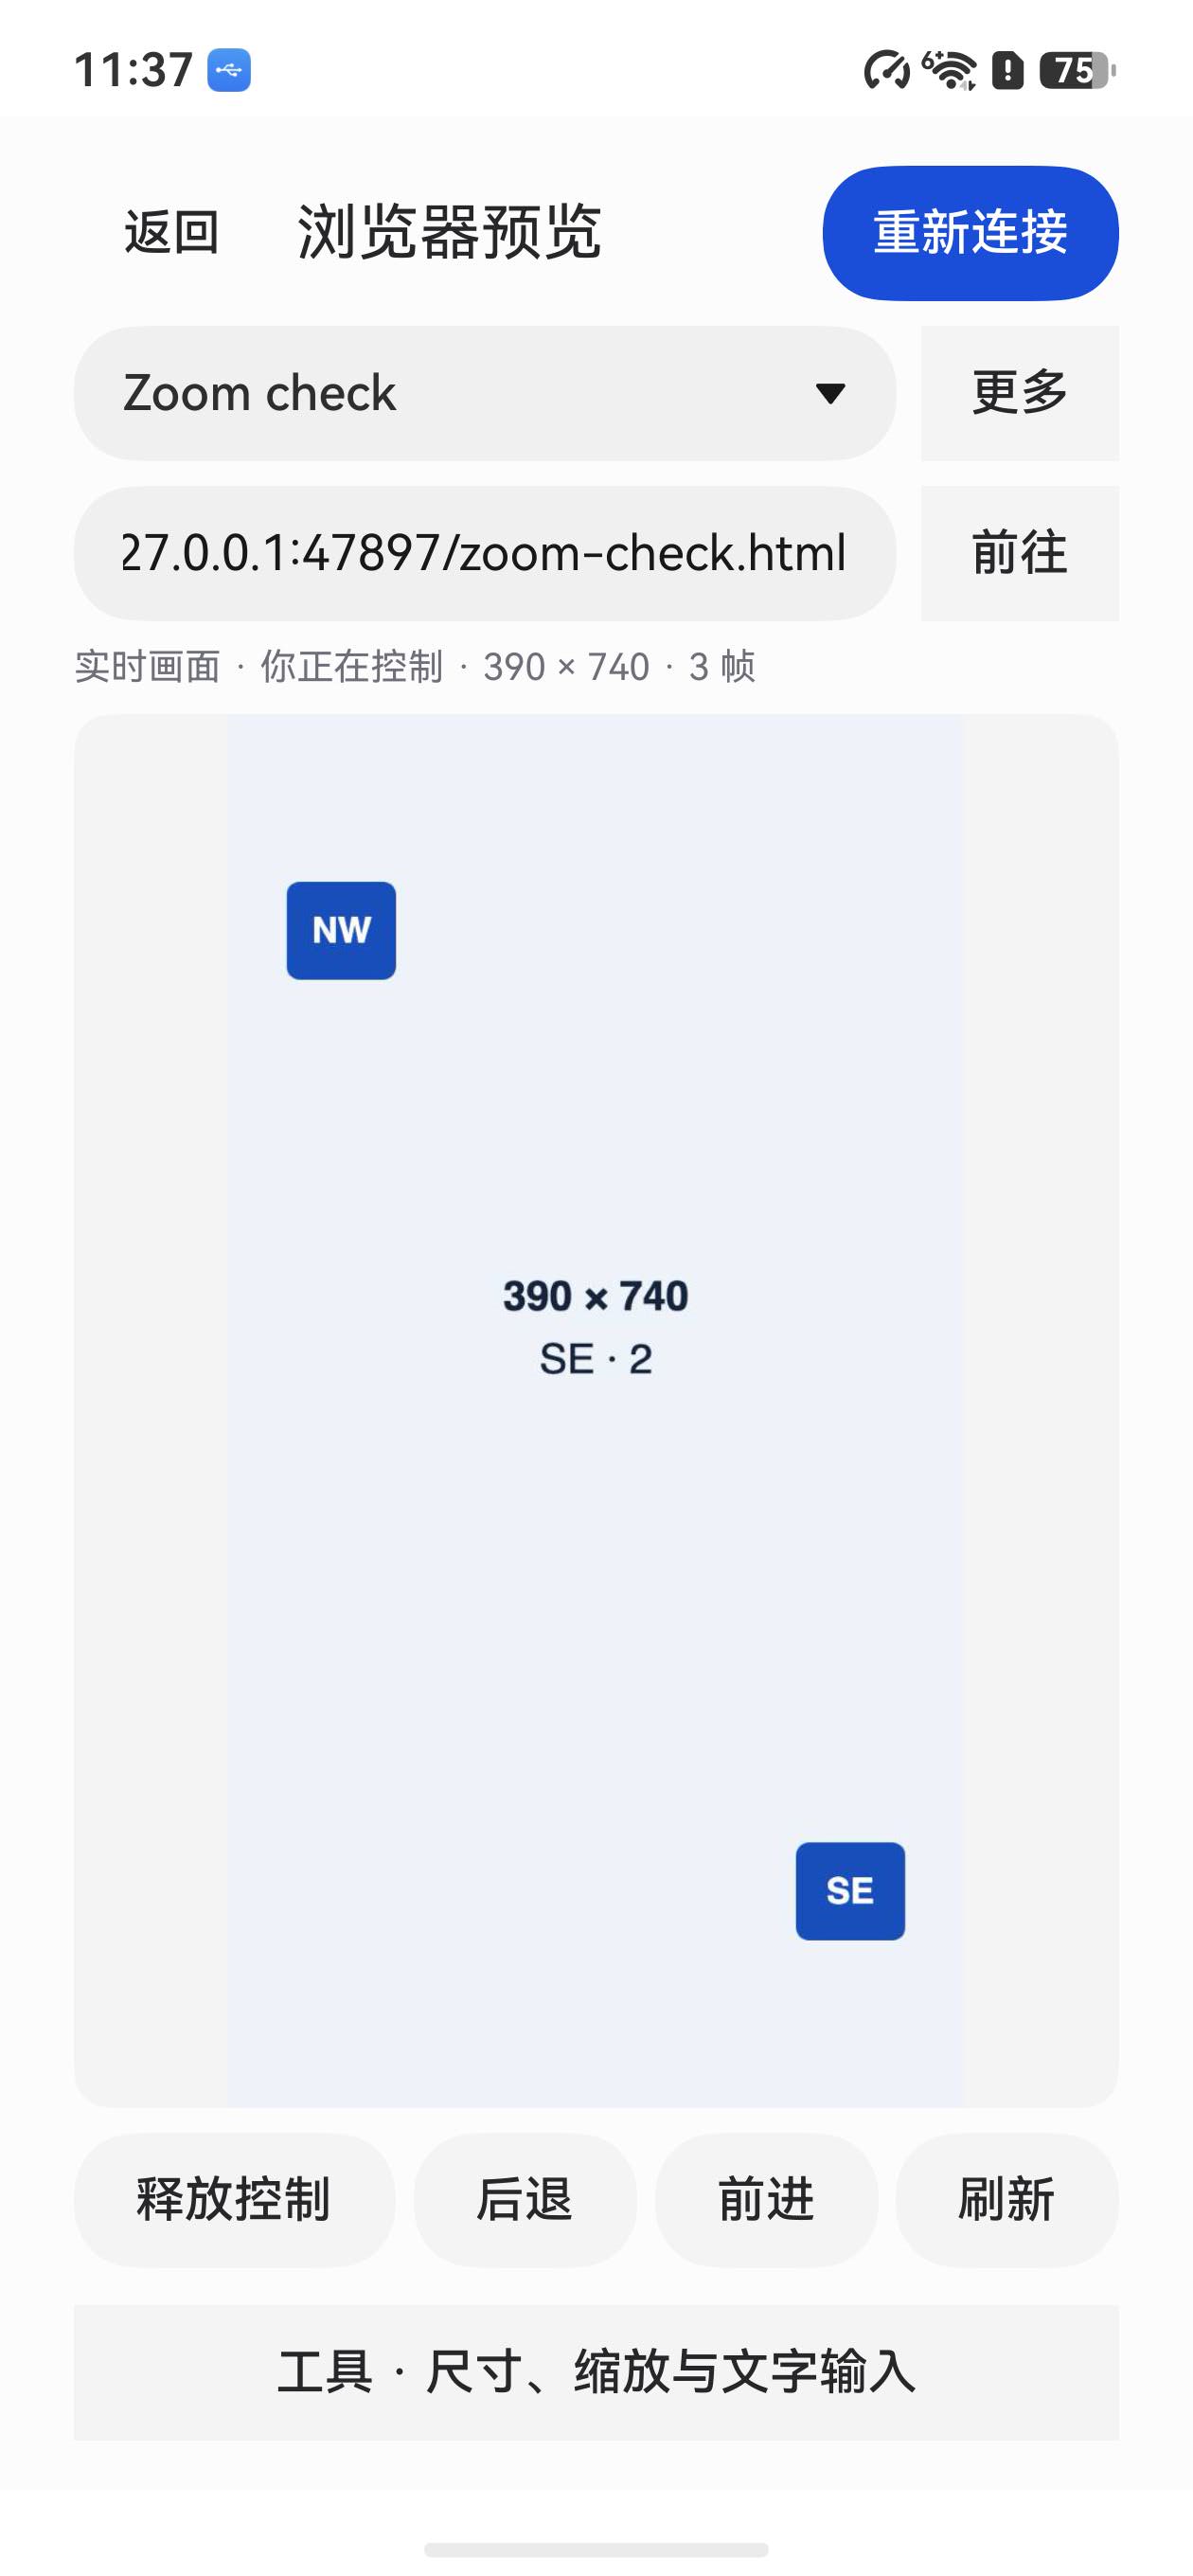 11:37
6+
75
返回
浏览器预览
重新连接
Zoom check
更多
27.0.0.1:47897/zoom-check.html
前往
实时画面 · 你正在控制 · 390 × 740 · 3 帧
NW
390 × 740
SE · 2
SE
释放控制
后退
前进
刷新
工具 · 尺寸、缩放与文字输入